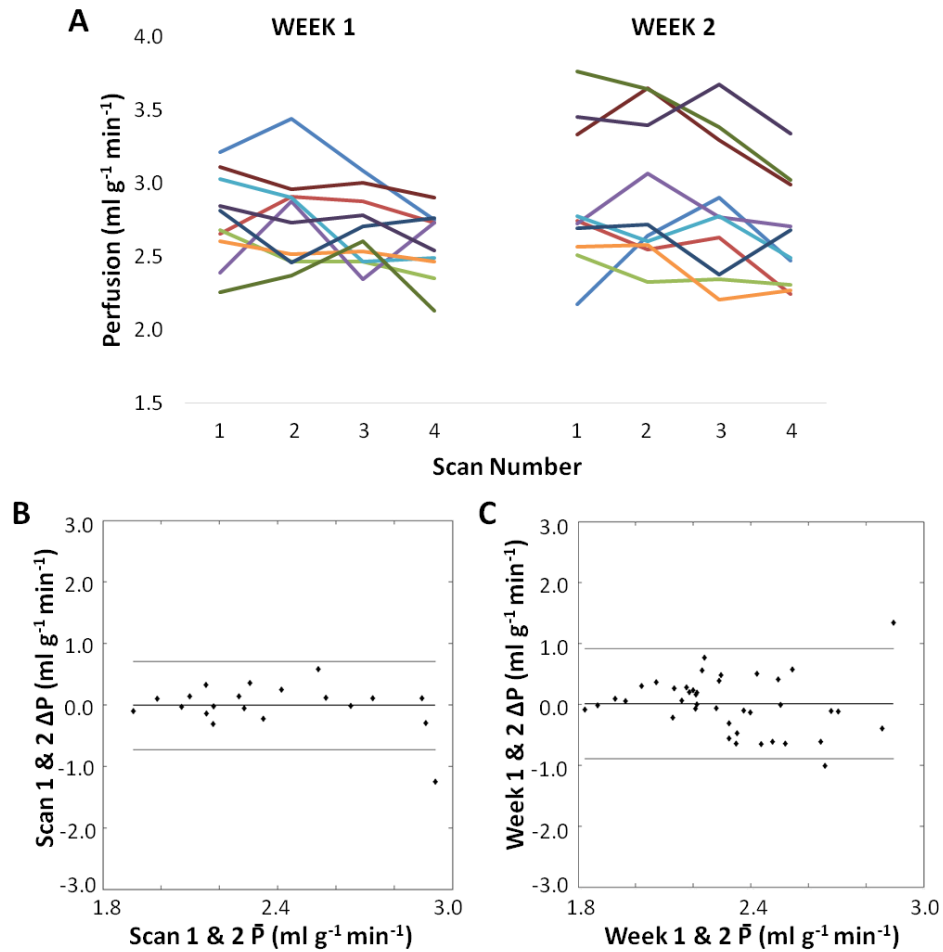 A
WEEK 1
WEEK 2
Perfusion (ml g⁻¹ min⁻¹)
4.0
3.5
3.0
2.5
2.0
1.5
1 2 3 4 1 2 3 4
Scan Number
B
Scan 1 & 2 ΔP (ml g⁻¹ min⁻¹)
3.0
2.0
1.0
0.0
-1.0
-2.0
-3.0
1.8 2.4 3.0
Scan 1 & 2 P̄ (ml g⁻¹ min⁻¹)
C
Week 1 & 2 ΔP (ml g⁻¹ min⁻¹)
3.0
2.0
1.0
0.0
-1.0
-2.0
-3.0
1.8 2.4 3.0
Week 1 & 2 P̄ (ml g⁻¹ min⁻¹)